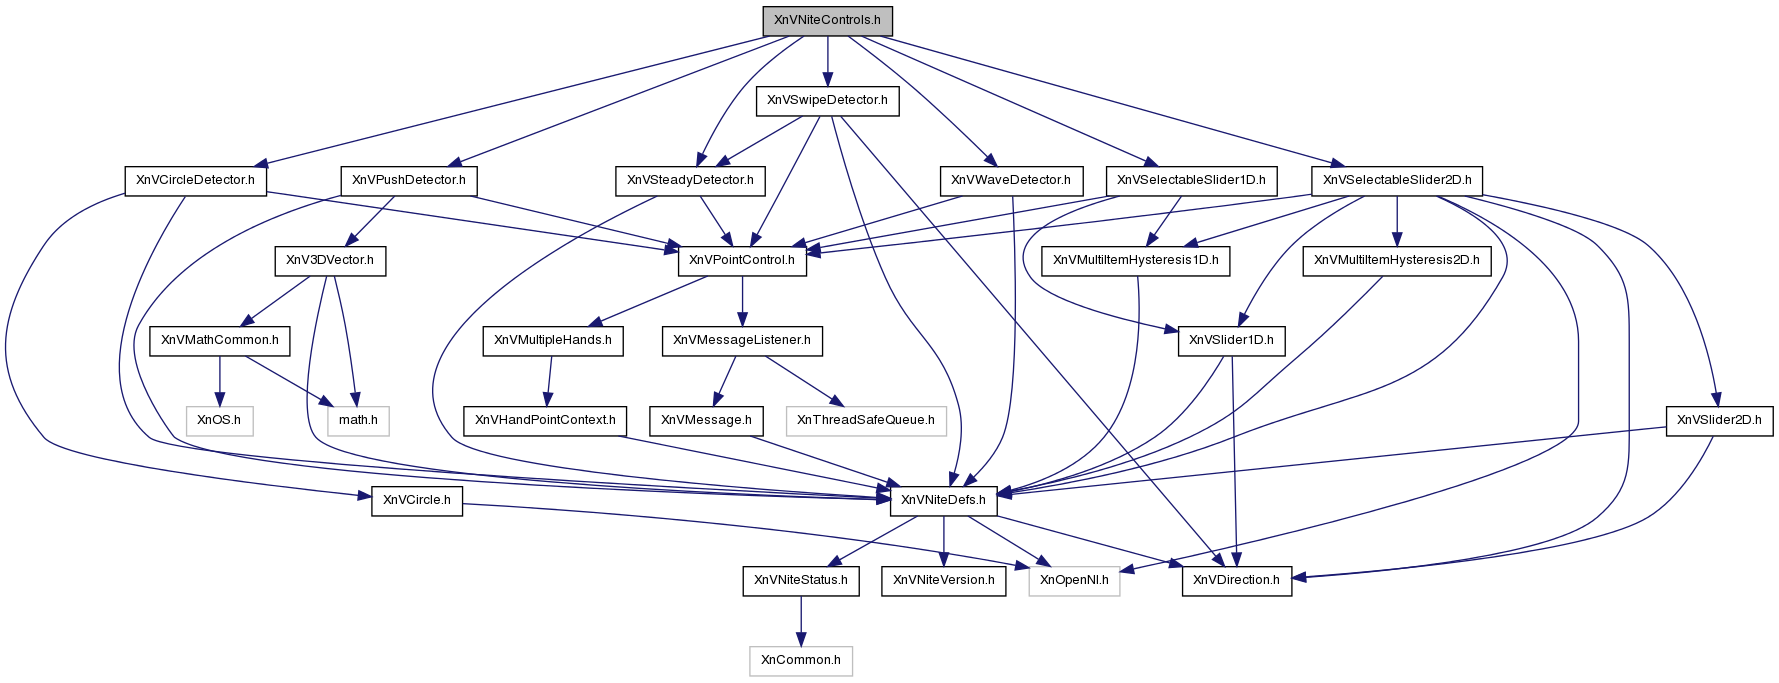 XnVNiteControls.h
XnVSwipeDetector.h
XnVCircleDetector.h
XnVPushDetector.h
XnVSteadyDetector.h
XnVWaveDetector.h
XnVSelectableSlider1D.h
XnVSelectableSlider2D.h
XnV3DVector.h
XnVPointControl.h
XnVMultiItemHysteresis1D.h
XnVMultiItemHysteresis2D.h
XnVMathCommon.h
XnVMultipleHands.h
XnVMessageListener.h
XnVSlider1D.h
XnOS.h
math.h
XnVHandPointContext.h
XnVMessage.h
XnThreadSafeQueue.h
XnVSlider2D.h
XnVCircle.h
XnVNiteDefs.h
XnVNiteStatus.h
XnVNiteVersion.h
XnOpenNI.h
XnVDirection.h
XnCommon.h